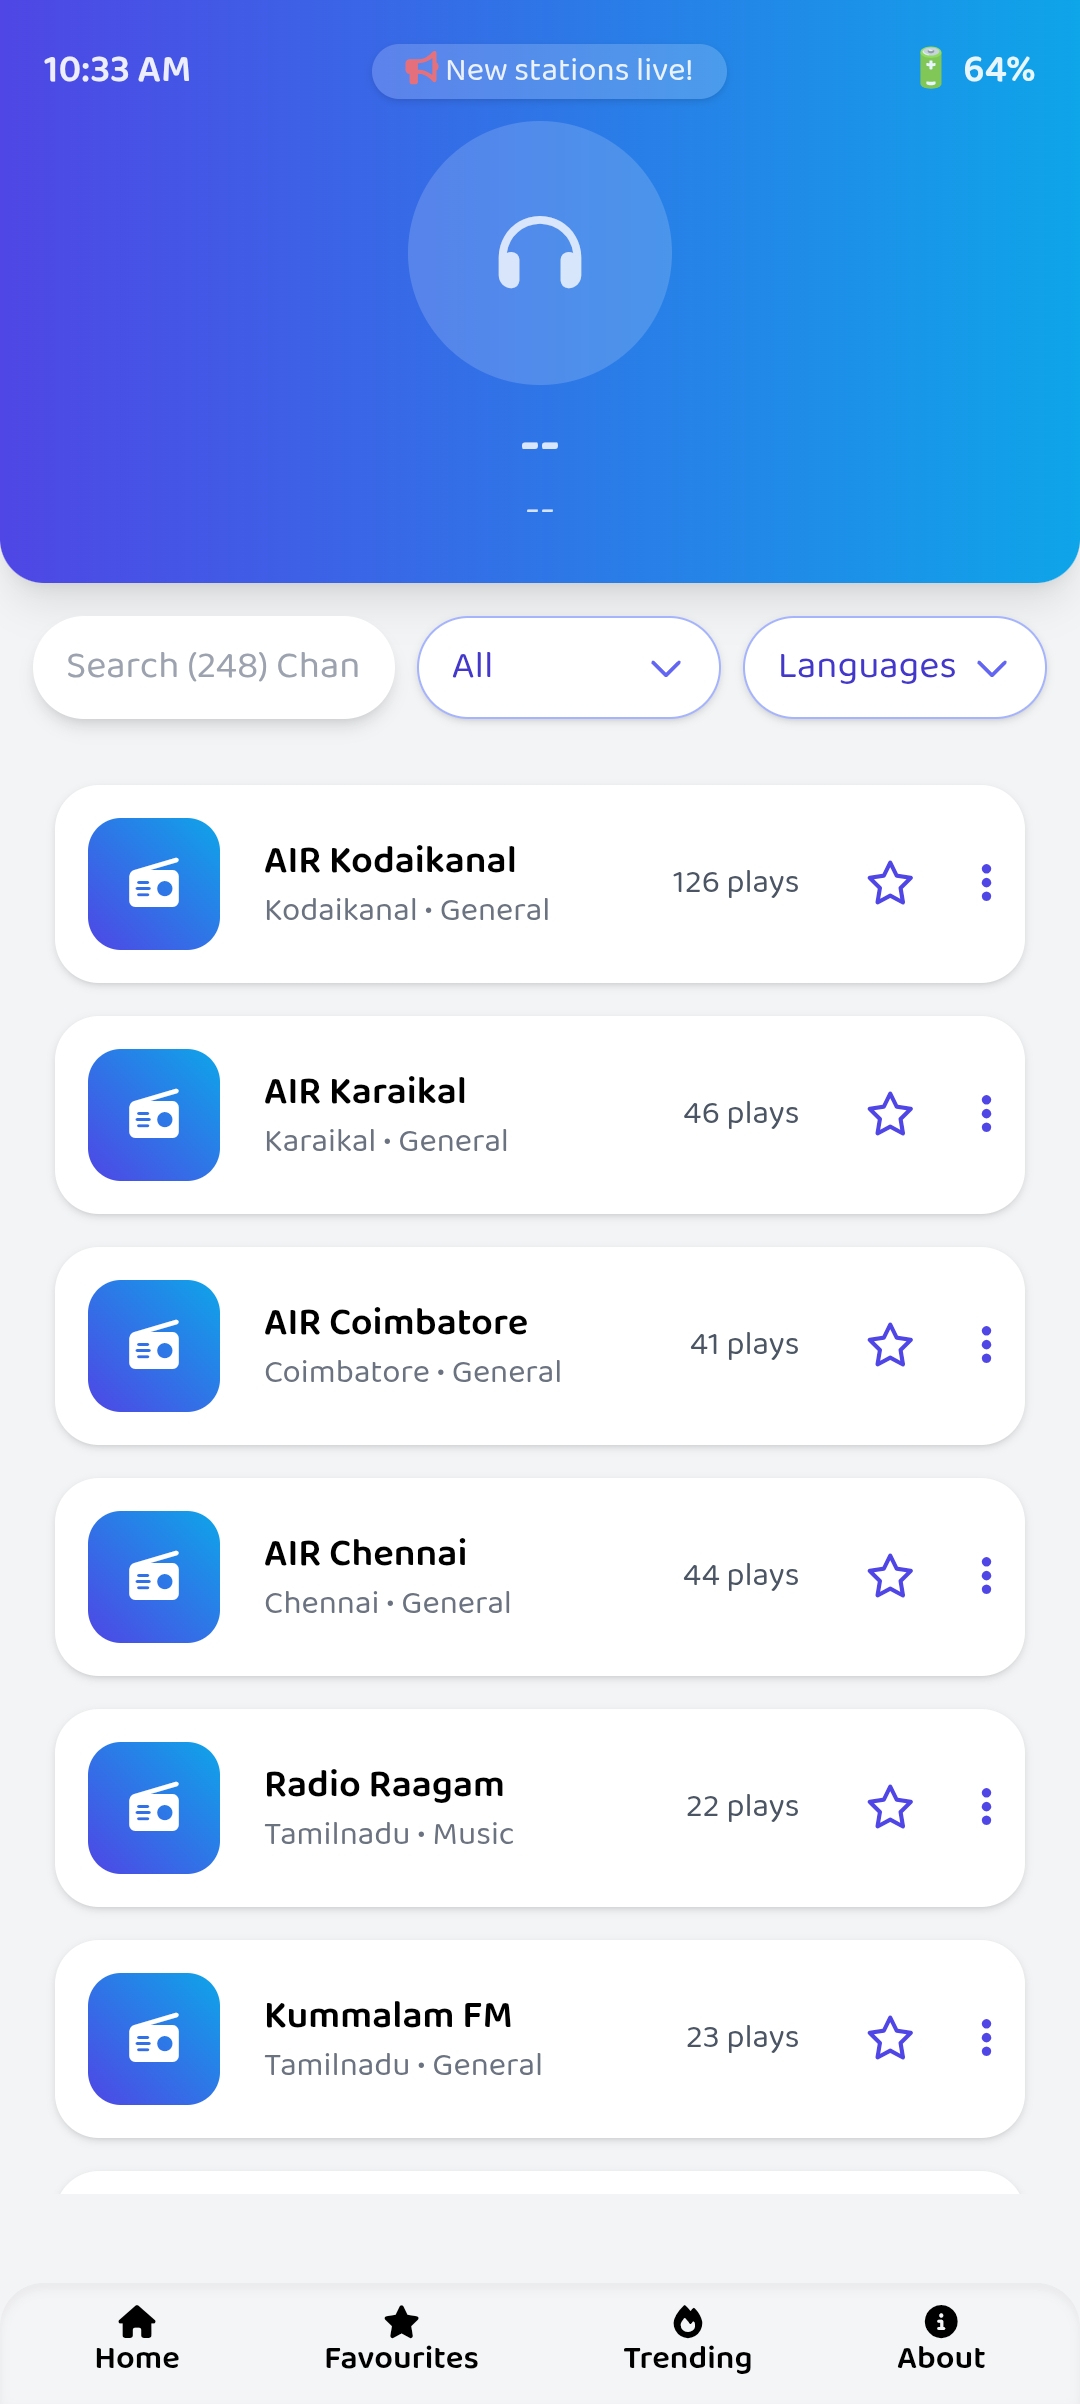 10:33 AM
New stations live!
64%
--
--
Search (248) Chan
All
Languages
AIR Kodaikanal
Kodaikanal • General
126 plays
AIR Karaikal
Karaikal • General
46 plays
AIR Coimbatore
Coimbatore • General
41 plays
AIR Chennai
Chennai • General
44 plays
Radio Raagam
Tamilnadu • Music
22 plays
Kummalam FM
Tamilnadu • General
23 plays
Home
Favourites
Trending
About